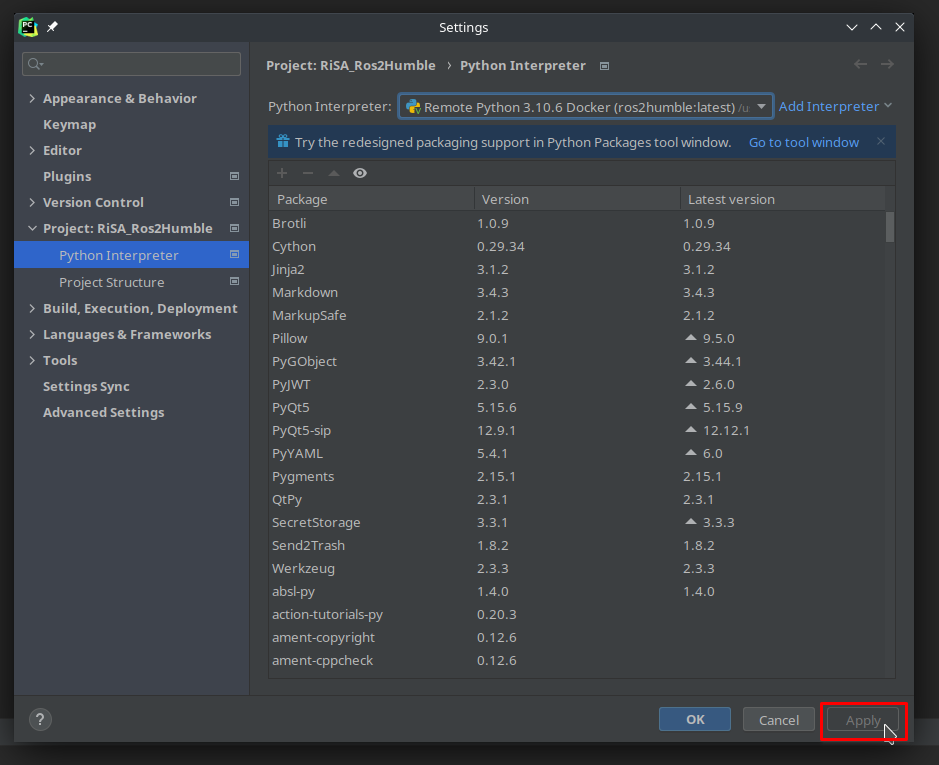 PC
Settings
Appearance & Behavior
Keymap
Editor
Plugins
Version Control
Project: RiSA_Ros2Humble
Python Interpreter
Project Structure
Build, Execution, Deployment
Languages & Frameworks
Tools
Settings Sync
Advanced Settings
Project: RiSA_Ros2Humble › Python Interpreter
Python Interpreter: Remote Python 3.10.6 Docker (ros2humble:latest) /u Add Interpreter
Try the redesigned packaging support in Python Packages tool window. Go to tool window
Package Version Latest version
Brotli 1.0.9 1.0.9
Cython 0.29.34 0.29.34
Jinja2 3.1.2 3.1.2
Markdown 3.4.3 3.4.3
MarkupSafe 2.1.2 2.1.2
Pillow 9.0.1 9.5.0
PyGObject 3.42.1 3.44.1
PyJWT 2.3.0 2.6.0
PyQt5 5.15.6 5.15.9
PyQt5-sip 12.9.1 12.12.1
PyYAML 5.4.1 6.0
Pygments 2.15.1 2.15.1
QtPy 2.3.1 2.3.1
SecretStorage 3.3.1 3.3.3
Send2Trash 1.8.2 1.8.2
Werkzeug 2.3.3 2.3.3
absl-py 1.4.0 1.4.0
action-tutorials-py 0.20.3
ament-copyright 0.12.6
ament-cppcheck 0.12.6
? OK Cancel Apply